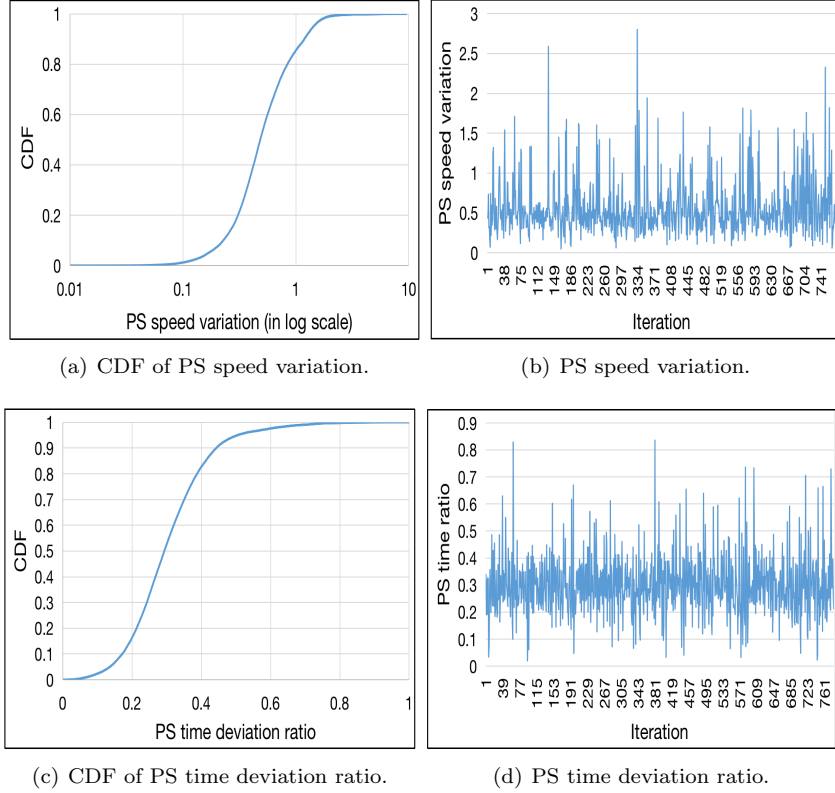 1
0.8
0.6
0.4
0.2
0
CDF
0.01 0.1 1 10
PS speed variation (in log scale)
(a) CDF of PS speed variation.
3
2.5
2
1.5
1
0.5
0
PS speed variation
1 38 75 112 149 186 223 260 297 334 371 408 445 482 519 556 593 630 667 704 741
Iteration
(b) PS speed variation.
1
0.9
0.8
0.7
0.6
0.5
0.4
0.3
0.2
0.1
0
CDF
0 0.2 0.4 0.6 0.8 1
PS time deviation ratio
(c) CDF of PS time deviation ratio.
0.9
0.8
0.7
0.6
0.5
0.4
0.3
0.2
0.1
0
PS time ratio
1 39 77 115 153 191 229 267 305 343 381 419 457 495 533 571 609 647 685 723 761
Iteration
(d) PS time deviation ratio.